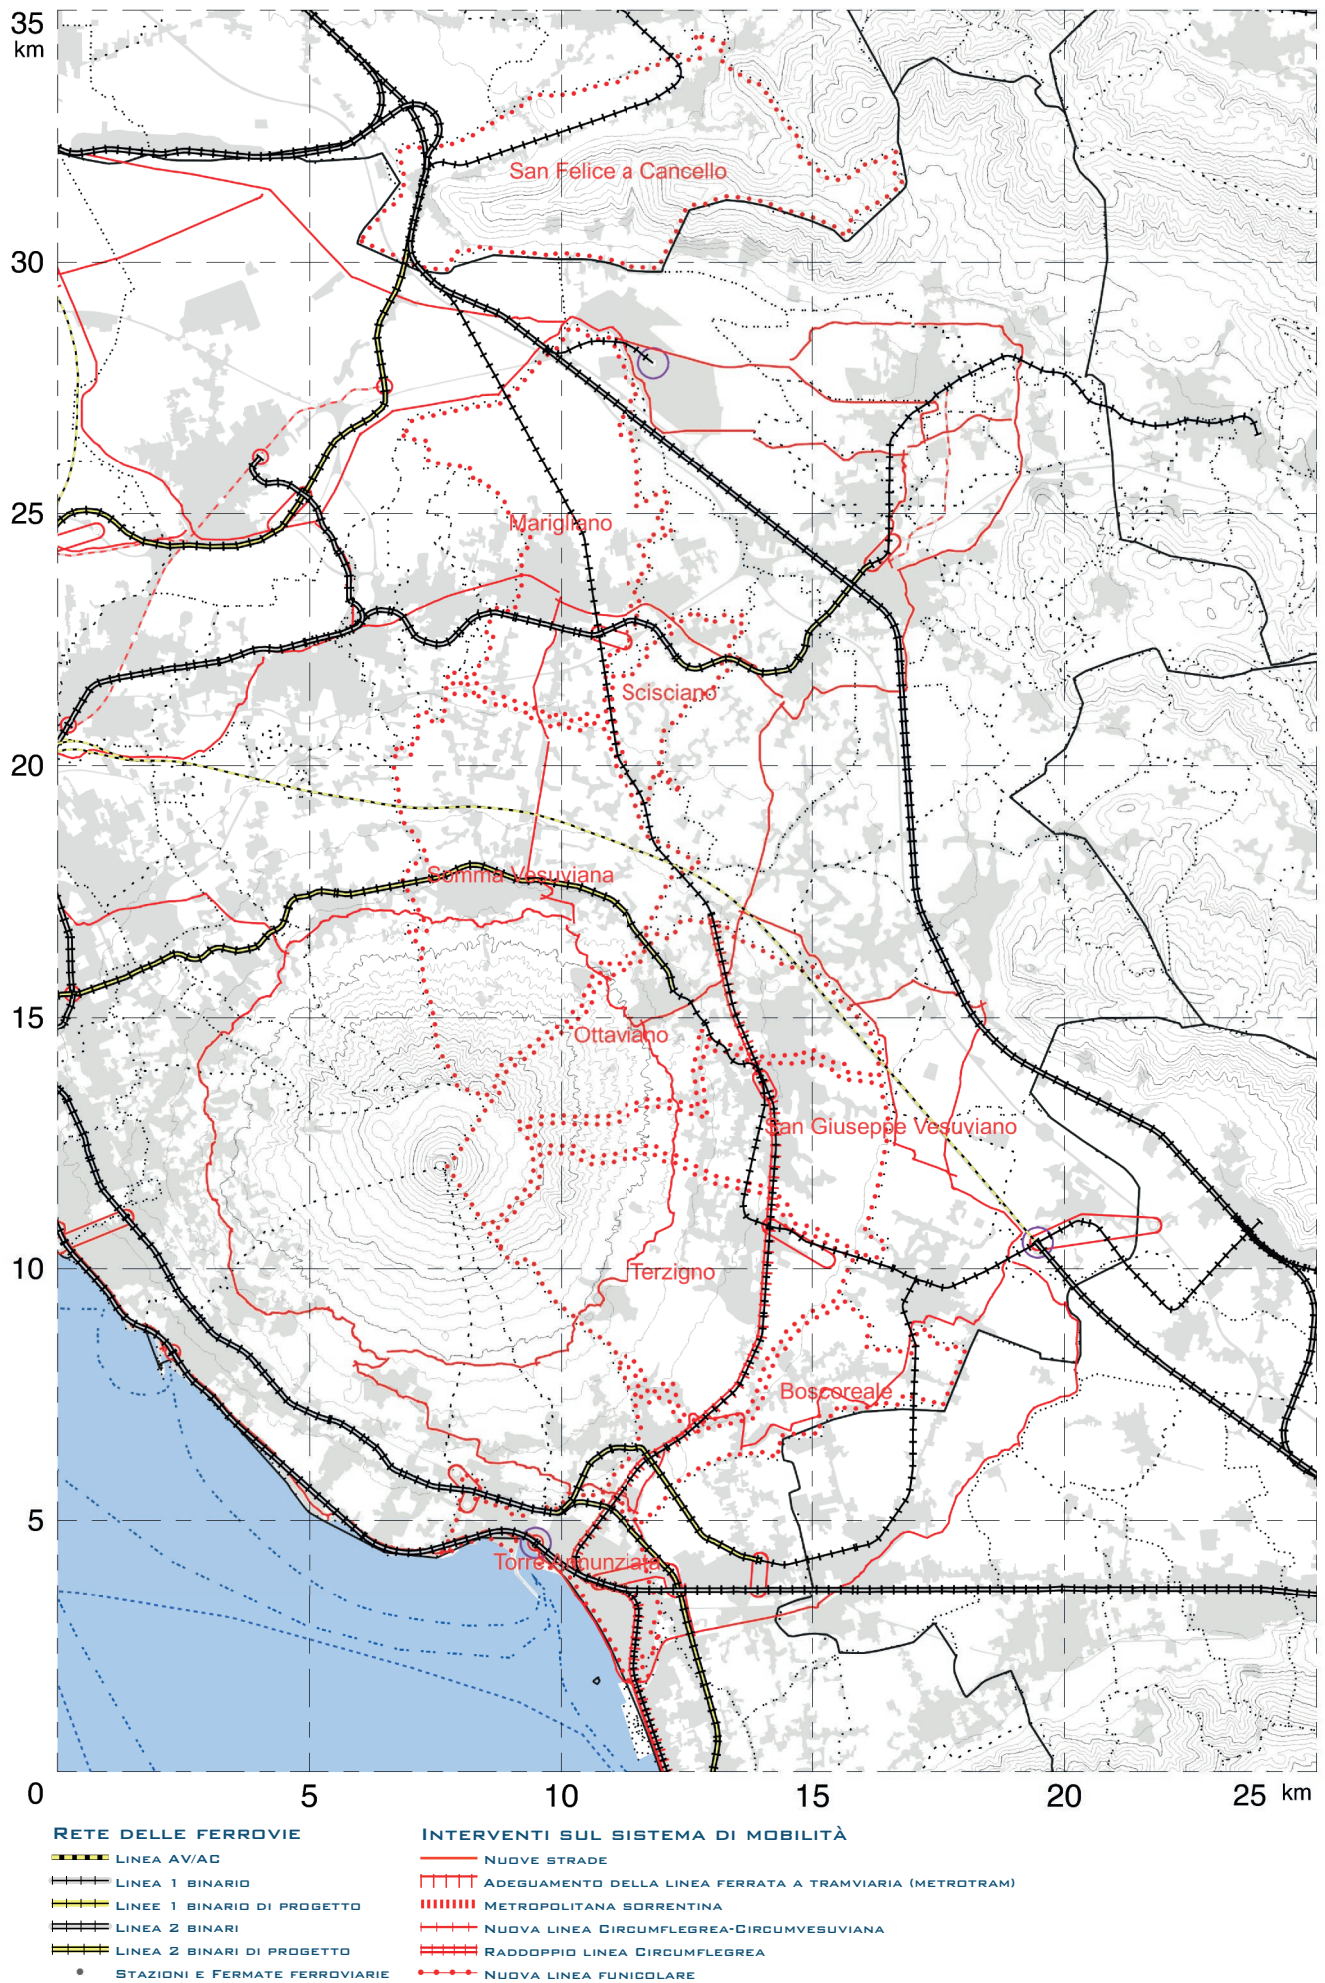 35
km
San Felice a Cancello
30
25
Marigliano
Scisciano
20
Somma Vesuviana
15
Ottaviano
San Giuseppe Vesuviano
10
Terzigno
Boscoreale
5
Torre Annunziata
0
5
10
15
20
25 km
RETE DELLE FERROVIE
LINEA AV/AC
LINEA 1 BINARIO
LINEE 1 BINARIO DI PROGETTO
LINEA 2 BINARI
LINEA 2 BINARI DI PROGETTO
STAZIONI E FERMATE FERROVIARIE
INTERVENTI SUL SISTEMA DI MOBILITÀ
NUOVE STRADE
ADEGUAMENTO DELLA LINEA FERRATA A TRAMVIARIA (METROTRAM)
METROPOLITANA SORRENTINA
NUOVA LINEA CIRCUMFLEGREA-CIRCUMVESUVIANA
RADDOPPIO LINEA CIRCUMFLEGREA
NUOVA LINEA FUNICOLARE